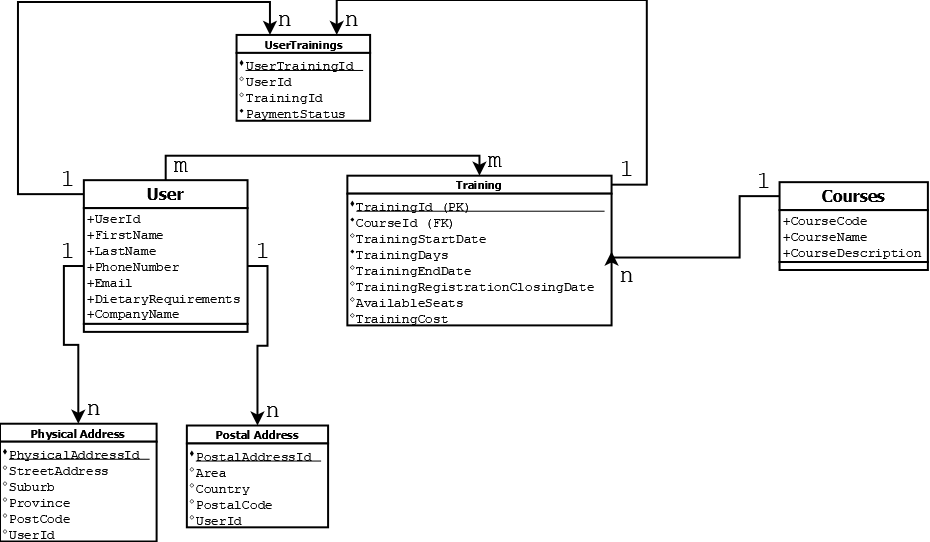 n n
UserTrainings
UserTrainingId
UserId
TrainingId
PaymentStatus
m m
1 1 1
User
+UserId
+FirstName
+LastName
+PhoneNumber
+Email
+DietaryRequirements
+CompanyName
1 1
Training
TrainingId (PK)
CourseId (FK)
TrainingStartDate
TrainingDays
TrainingEndDate
TrainingRegistrationClosingDate
AvailableSeats
TrainingCost
n
Courses
+CourseCode
+CourseName
+CourseDescription
n n
Physical Address
PhysicalAddressId
StreetAddress
Suburb
Province
PostCode
UserId
Postal Address
PostalAddressId
Area
Country
PostalCode
UserId